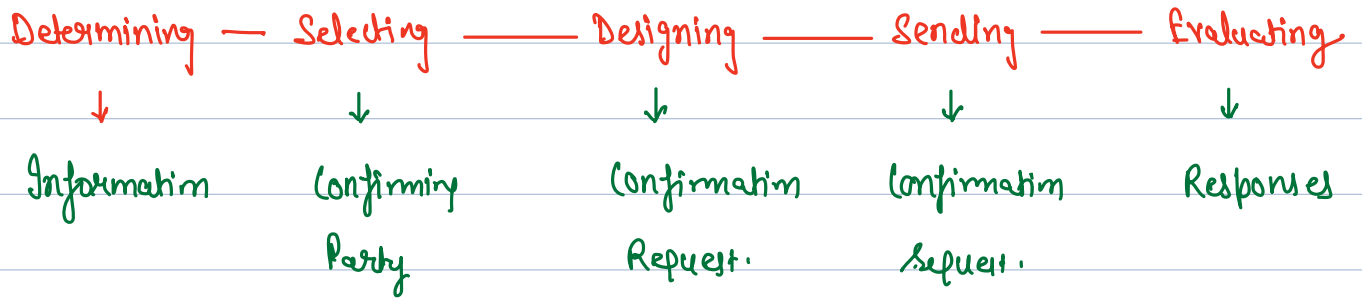 Determining — Selecting — Designing — Sending — Evaluating
↓ ↓ ↓ ↓ ↓
Information Confirming Confirmation Confirmation Responses
Party Request. request.